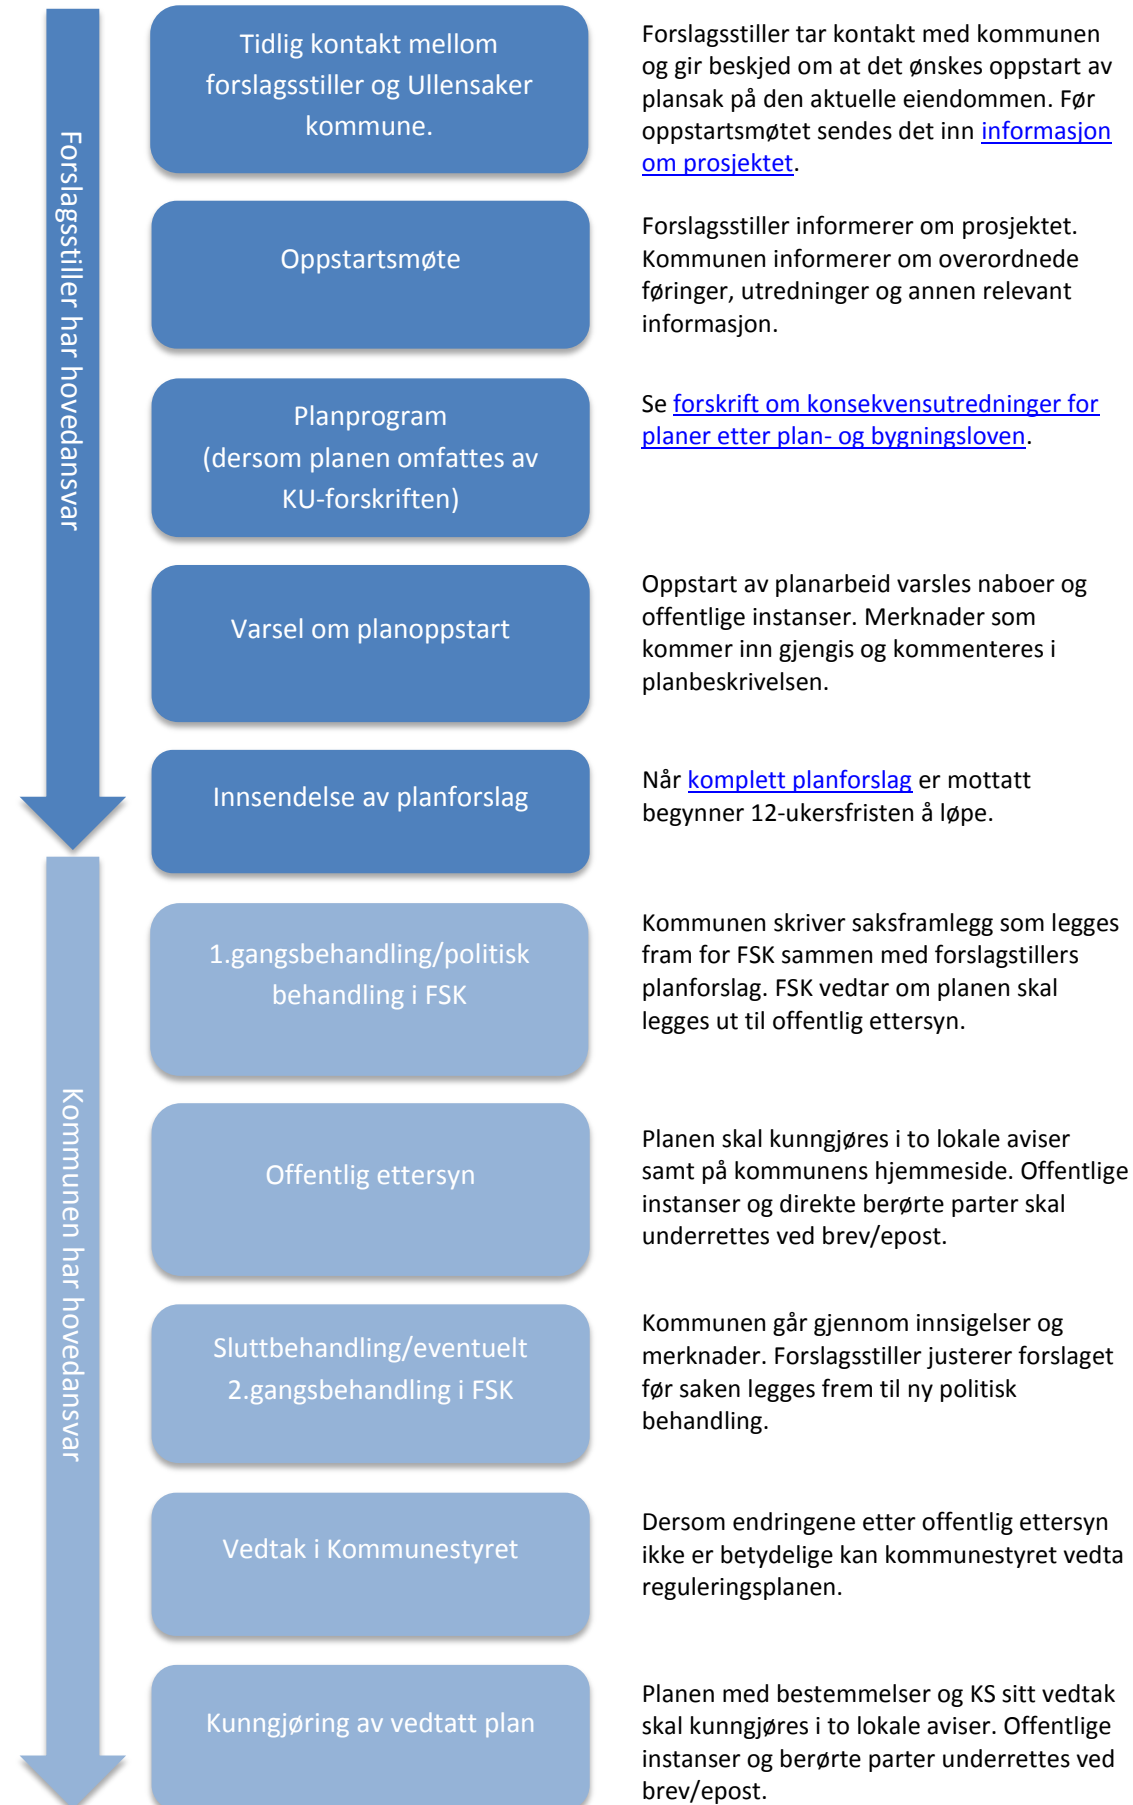 Forslagsstiller har hovedansvar
Tidlig kontakt mellom
forslagsstiller og Ullensaker
kommune.
Forslagsstiller tar kontakt med kommunen
og gir beskjed om at det ønskes oppstart av
plansak på den aktuelle eiendommen. Før
oppstartsmøtet sendes det inn informasjon
om prosjektet.
Oppstartsmøte
Forslagsstiller informerer om prosjektet.
Kommunen informerer om overordnede
føringer, utredninger og annen relevant
informasjon.
Planprogram
(dersom planen omfattes av
KU-forskriften)
Se forskrift om konsekvensutredninger for
planer etter plan- og bygningsloven.
Varsel om planoppstart
Oppstart av planarbeid varsles naboer og
offentlige instanser. Merknader som
kommer inn gjengis og kommenteres i
planbeskrivelsen.
Innsendelse av planforslag
Når komplett planforslag er mottatt
begynner 12-ukersfristen å løpe.
Kommunen har hovedansvar
1.gangsbehandling/politisk
behandling i FSK
Kommunen skriver saksframlegg som legges
fram for FSK sammen med forslagstillers
planforslag. FSK vedtar om planen skal
legges ut til offentlig ettersyn.
Offentlig ettersyn
Planen skal kunngjøres i to lokale aviser
samt på kommunens hjemmeside. Offentlige
instanser og direkte berørte parter skal
underrettes ved brev/epost.
Sluttbehandling/eventuelt
2.gangsbehandling i FSK
Kommunen går gjennom innsigelser og
merknader. Forslagsstiller justerer forslaget
før saken legges frem til ny politisk
behandling.
Vedtak i Kommunestyret
Dersom endringene etter offentlig ettersyn
ikke er betydelige kan kommunestyret vedta
reguleringsplanen.
Kunngjøring av vedtatt plan
Planen med bestemmelser og KS sitt vedtak
skal kunngjøres i to lokale aviser. Offentlige
instanser og berørte parter underrettes ved
brev/epost.